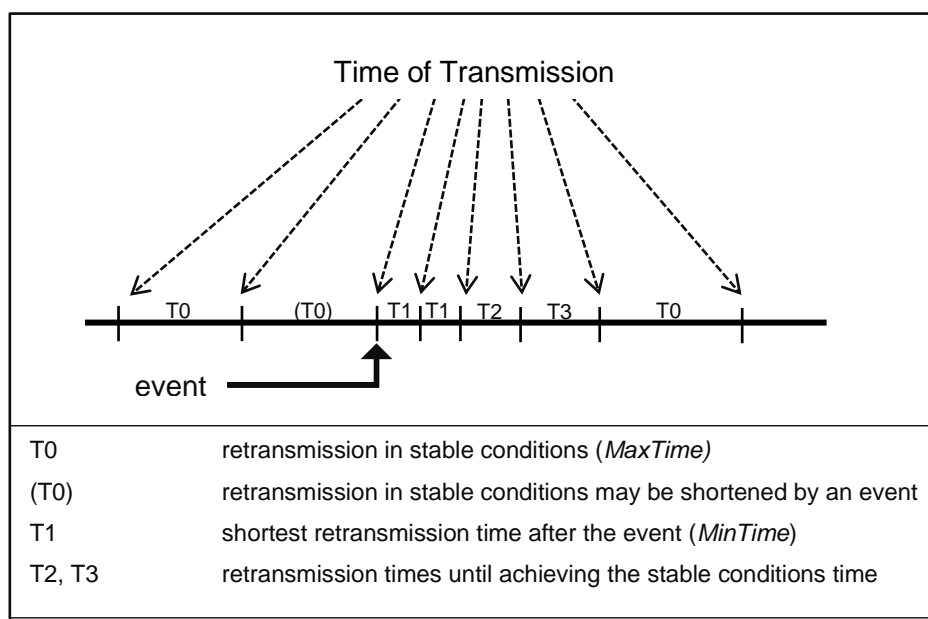 Time of Transmission
T0 (T0) T1 T1 T2 T3 T0
event
T0 retransmission in stable conditions (MaxTime)
(T0) retransmission in stable conditions may be shortened by an event
T1 shortest retransmission time after the event (MinTime)
T2, T3 retransmission times until achieving the stable conditions time